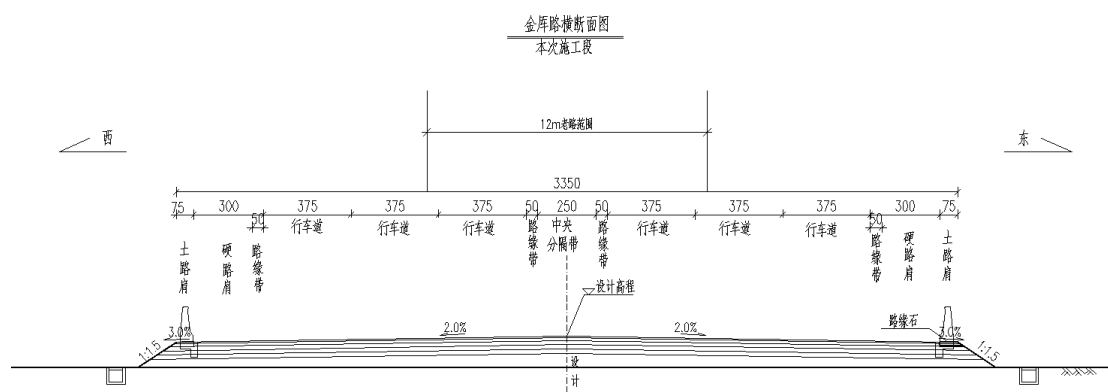 金库路横断面图
本次施工段
12m老路范围
西
东
3350
75 300 50 375 375 375 50 250 50 375 375 375 50 300 75
土路肩 硬路肩 路缘带 行车道 行车道 行车道 路缘带 中央分隔带 路缘带 行车道 行车道 行车道 路缘带 硬路肩 土路肩
设计高程
3.0% 2.0% 2.0% 路缘石 3.0%
1:1.5 1:1.5
设计